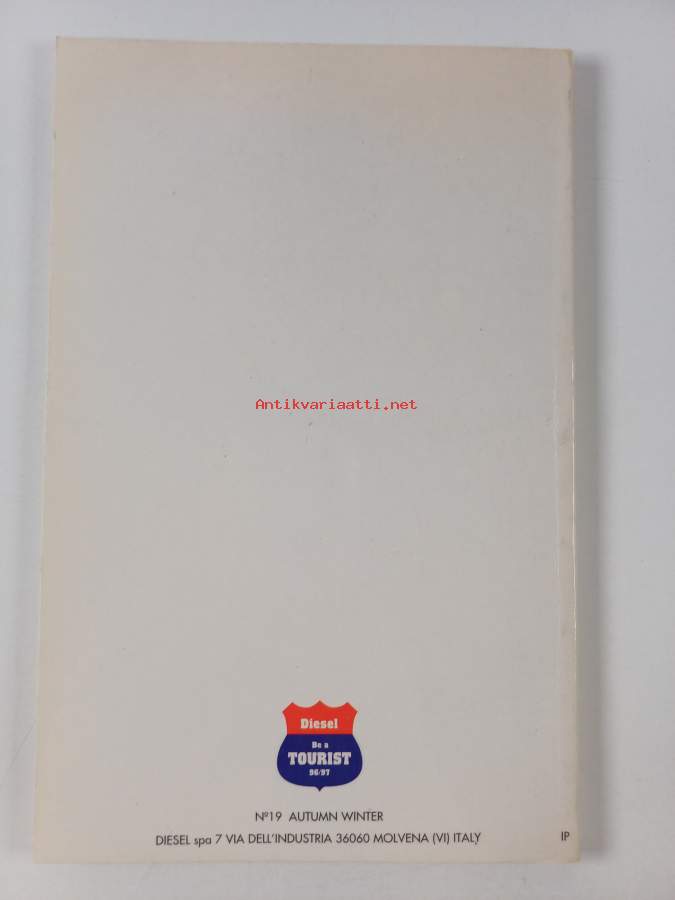 Antikvariaatti.net
Diesel
Be a
TOURIST
96/97
Nº19 AUTUMN WINTER
DIESEL spa 7 VIA DELL'INDUSTRIA 36060 MOLVENA (VI) ITALY IP